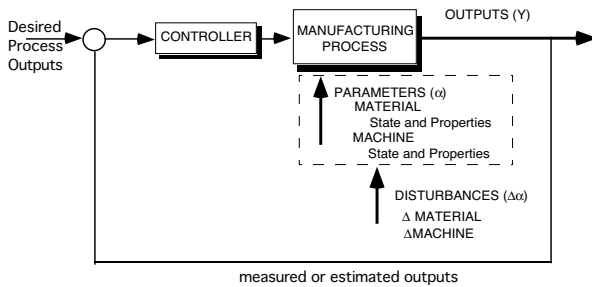 Desired
Process
Outputs
CONTROLLER
MANUFACTURING
PROCESS
OUTPUTS (Y)
PARAMETERS (α)
MATERIAL
State and Properties
MACHINE
State and Properties
DISTURBANCES (Δα)
Δ MATERIAL
ΔMACHINE
measured or estimated outputs